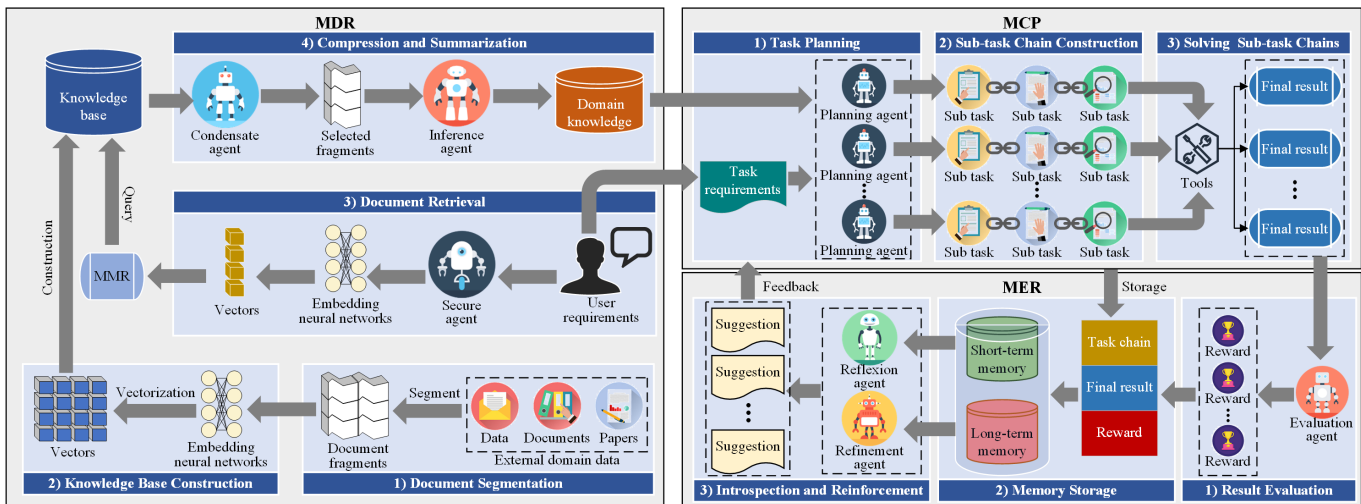 MDR
4) Compression and Summarization
Knowledge
base
Condensate
agent
Selected
fragments
Inference
agent
Domain
knowledge
Construction
Query
3) Document Retrieval
MMR
Vectors
Embedding
neural networks
Secure
agent
User
requirements
Vectors
Vectorization
Embedding
neural networks
2) Knowledge Base Construction
Document
fragments
Segment
Data
Documents
Papers
External domain data
1) Document Segmentation
MCP
1) Task Planning
Task
requirements
Planning agent
Planning agent
Planning agent
2) Sub-task Chain Construction
Sub task
Sub task
Sub task
Sub task
Sub task
Sub task
Sub task
Sub task
Sub task
3) Solving Sub-task Chains
Tools
Final result
Final result
Final result
Feedback
MER
Storage
Suggestion
Suggestion
Suggestion
Reflexion
agent
Refinement
agent
3) Introspection and Reinforcement
Short-term
memory
Long-term
memory
Task chain
Final result
Reward
2) Memory Storage
Reward
Reward
Reward
Evaluation
agent
1) Result Evaluation